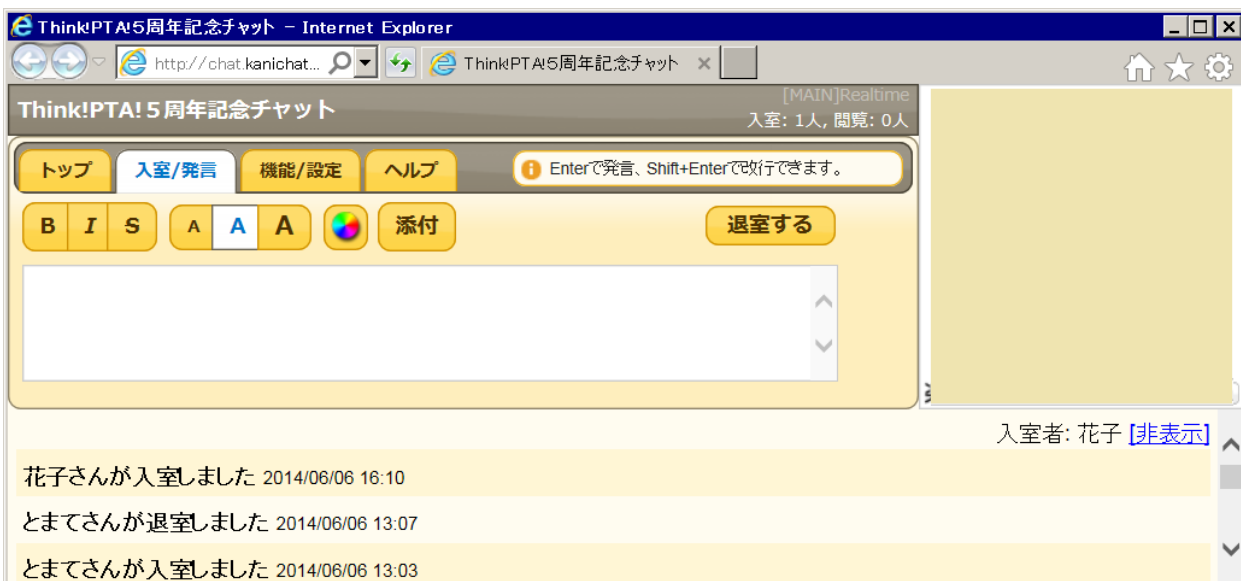 Think!PTA!5周年記念チャット - Internet Explorer
http://chat.kanichat...
Think!PTA!5周年記念チャット
Think!PTA!５周年記念チャット
[MAIN]Realtime
入室: 1人, 閲覧: 0人
トップ 入室/発言 機能/設定 ヘルプ
Enterで発言、Shift+Enterで改行できます。
B I S A A A 添付 退室する
入室者: 花子 [非表示]
花子さんが入室しました 2014/06/06 16:10
とまてさんが退室しました 2014/06/06 13:07
とまてさんが入室しました 2014/06/06 13:03